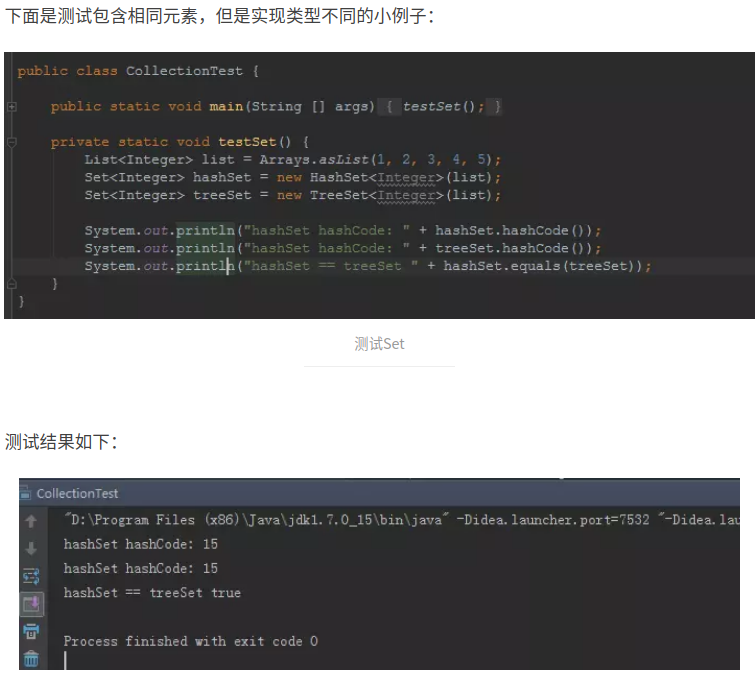 下面是测试包含相同元素，但是实现类型不同的小例子：
public class CollectionTest {
public static void main(String [] args) { testSet(); }
private static void testSet() {
List<Integer> list = Arrays.asList(1, 2, 3, 4, 5);
Set<Integer> hashSet = new HashSet<Integer>(list);
Set<Integer> treeSet = new TreeSet<Integer>(list);
System.out.println("hashSet hashCode: " + hashSet.hashCode());
System.out.println("hashSet hashCode: " + treeSet.hashCode());
System.out.println("hashSet == treeSet " + hashSet.equals(treeSet));
}
}
测试Set
测试结果如下：
CollectionTest
"D:\Program Files (x86)\Java\jdk1.7.0_15\bin\java" -Didea.launcher.port=7532 "-Didea.lau
hashSet hashCode: 15
hashSet hashCode: 15
hashSet == treeSet true
Process finished with exit code 0